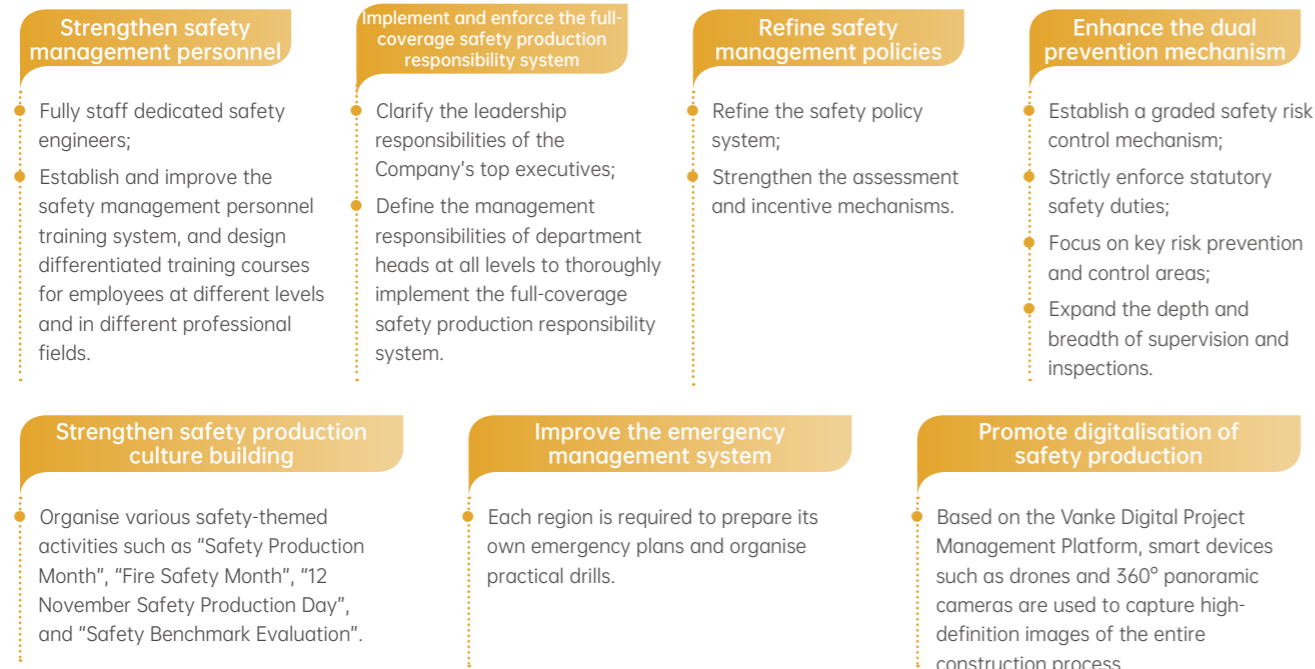 Strengthen safety
management personnel
Fully staff dedicated safety
engineers;
Establish and improve the
safety management personnel
training system, and design
differentiated training courses
for employees at different levels
and in different professional
fields.
Implement and enforce the full-
coverage safety production
responsibility system
Clarify the leadership
responsibilities of the
Company's top executives;
Define the management
responsibilities of department
heads at all levels to thoroughly
implement the full-coverage
safety production responsibility
system.
Refine safety
management policies
Refine the safety policy
system;
Strengthen the assessment
and incentive mechanisms.
Enhance the dual
prevention mechanism
Establish a graded safety risk
control mechanism;
Strictly enforce statutory
safety duties;
Focus on key risk prevention
and control areas;
Expand the depth and
breadth of supervision and
inspections.
Strengthen safety production
culture building
Organise various safety-themed
activities such as “Safety Production
Month”, “Fire Safety Month”, “12
November Safety Production Day”,
and “Safety Benchmark Evaluation”.
Improve the emergency
management system
Each region is required to prepare its
own emergency plans and organise
practical drills.
Promote digitalisation of
safety production
Based on the Vanke Digital Project
Management Platform, smart devices
such as drones and 360° panoramic
cameras are used to capture high-
definition images of the entire
construction process